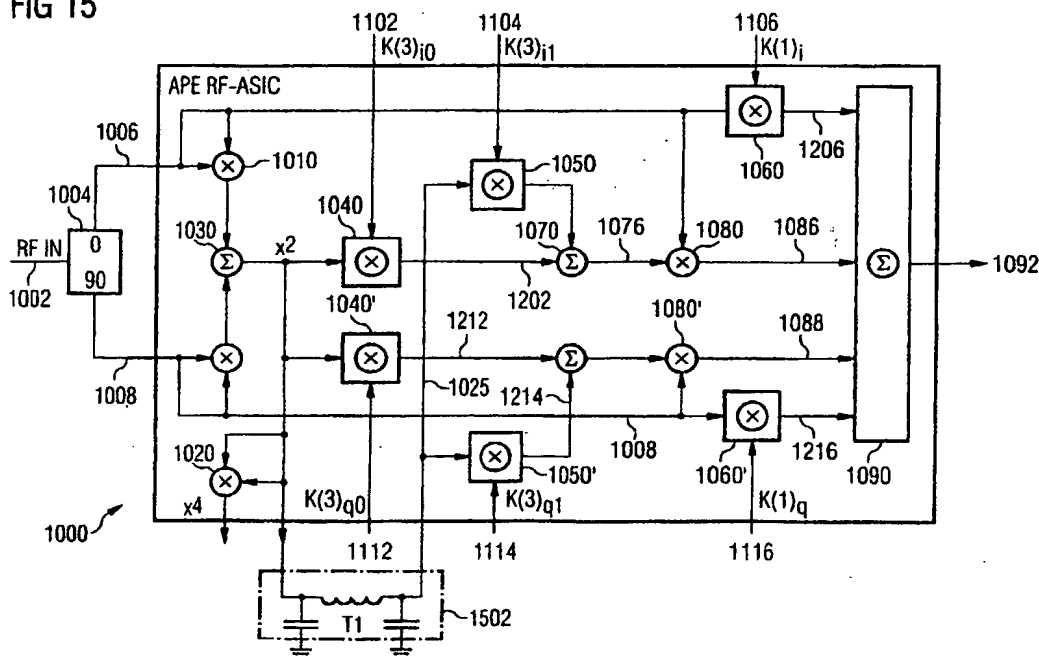 FIG 15
1102
K(3)i0
1104
K(3)i1
1106
K(1)i
APE RF-ASIC
1006
1010
1050
1060
1206
1004
0
90
RF IN
1002
1030
Σ
x2
1040
1070
Σ
1076
1080
1086
Σ
1092
1202
1040'
1212
1080'
1088
Σ
1008
1025
1214
1008
1060'
1216
1090
1020
x4
1050'
1000
K(3)q0
1112
K(3)q1
1114
K(1)q
1116
T1
1502